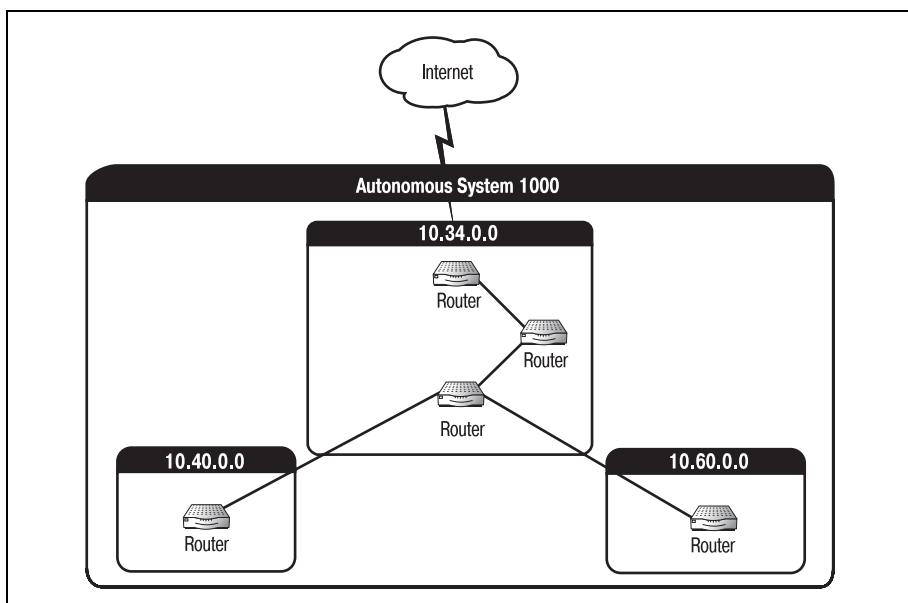 Internet
Autonomous System 1000
10.34.0.0
Router
Router
Router
10.40.0.0
Router
10.60.0.0
Router